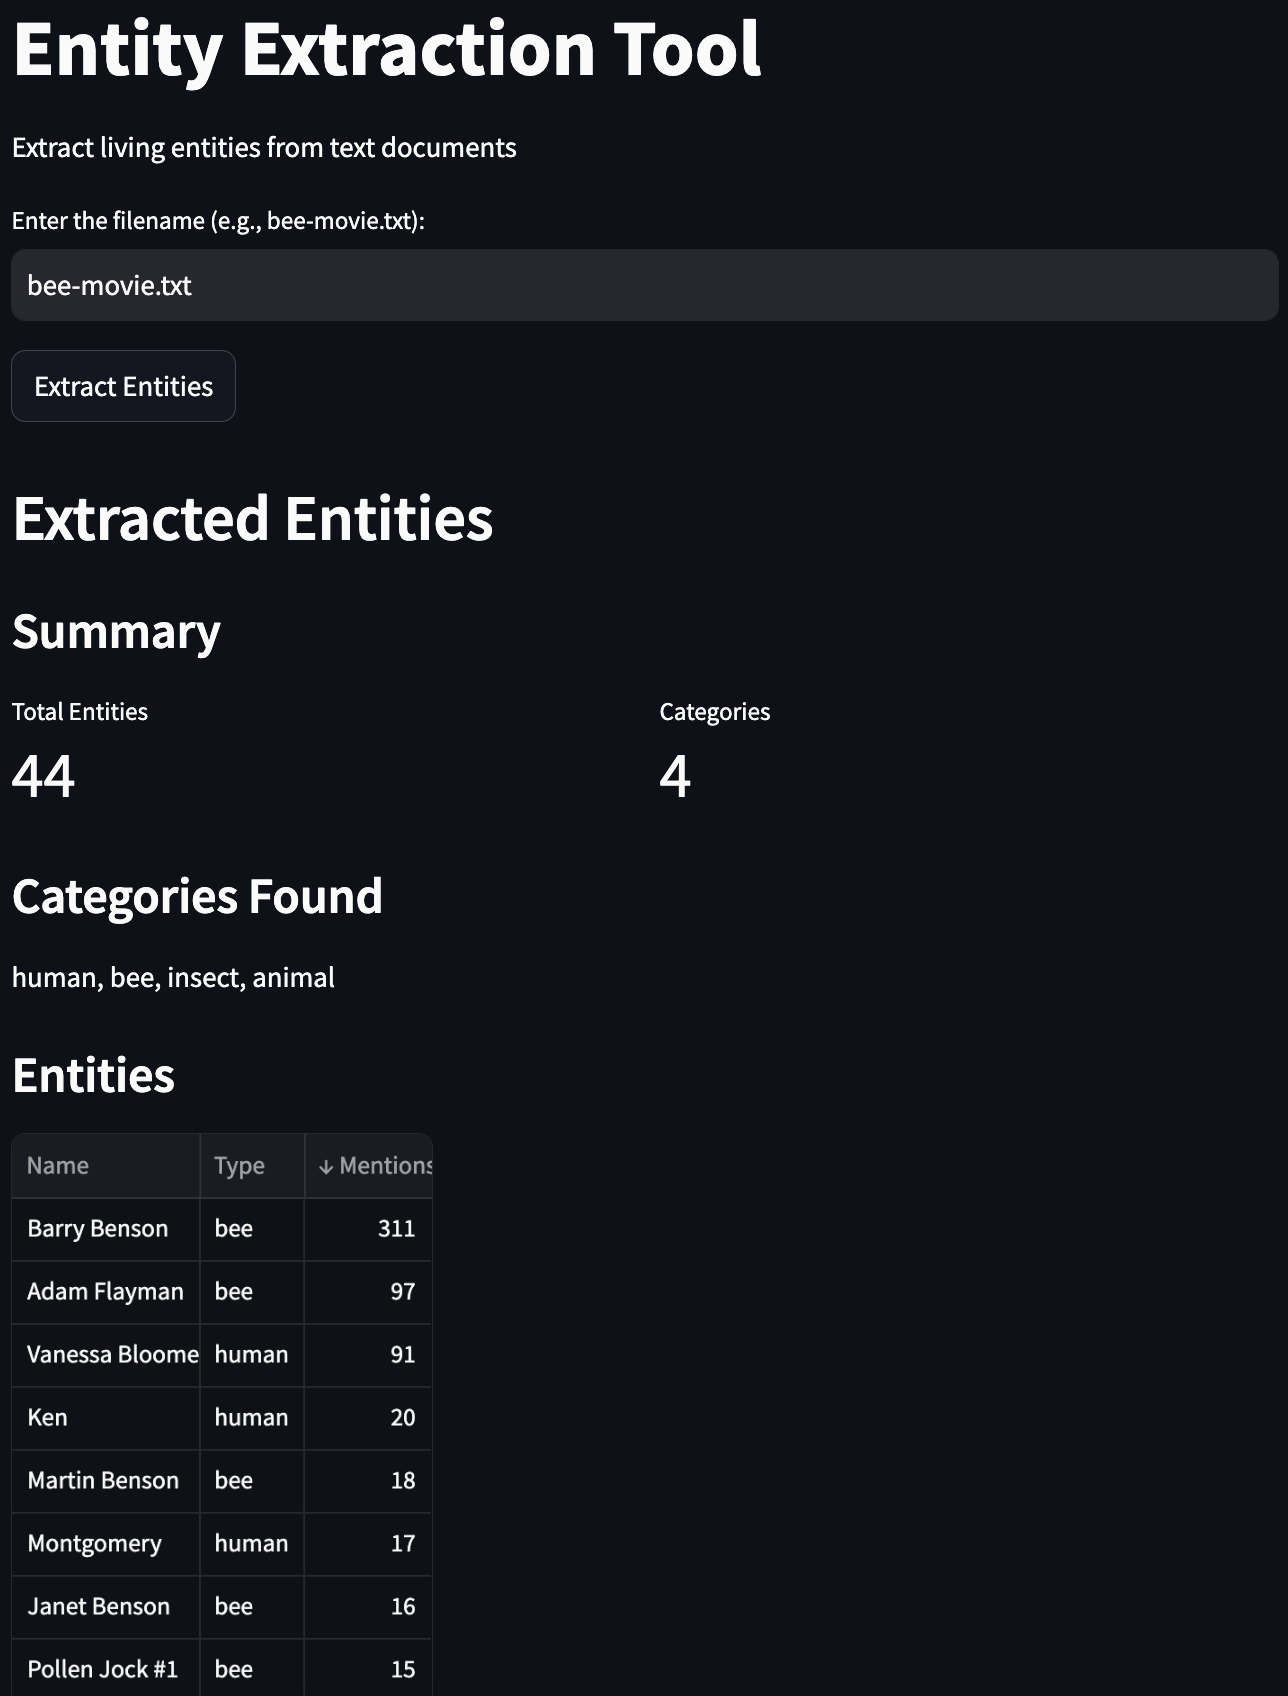 Entity Extraction Tool
Extract living entities from text documents
Enter the filename (e.g., bee-movie.txt):
bee-movie.txt
Extract Entities
Extracted Entities
Summary
Total Entities Categories
44 4
Categories Found
human, bee, insect, animal
Entities
Name Type ↓ Mentions
Barry Benson bee 311
Adam Flayman bee 97
Vanessa Bloome human 91
Ken human 20
Martin Benson bee 18
Montgomery human 17
Janet Benson bee 16
Pollen Jock #1 bee 15